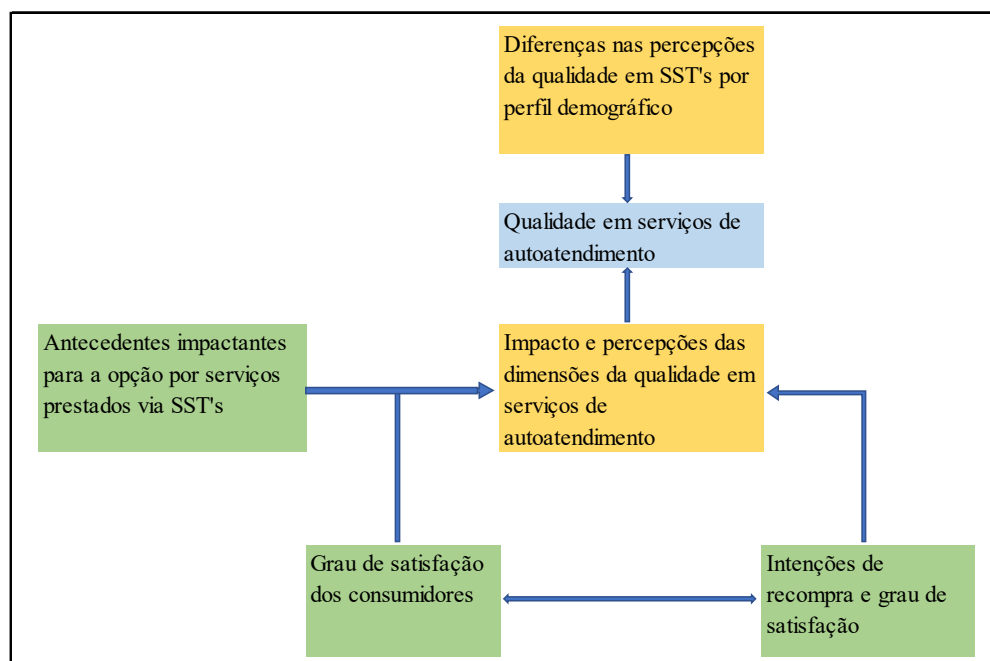 Diferenças nas percepções
da qualidade em SST's por
perfil demográfico
Qualidade em serviços de
autoatendimento
Antecedentes impactantes
para a opção por serviços
prestados via SST's
Impacto e percepções das
dimensões da qualidade em
serviços de
autoatendimento
Grau de satisfação
dos consumidores
Intenções de
recompra e grau de
satisfação